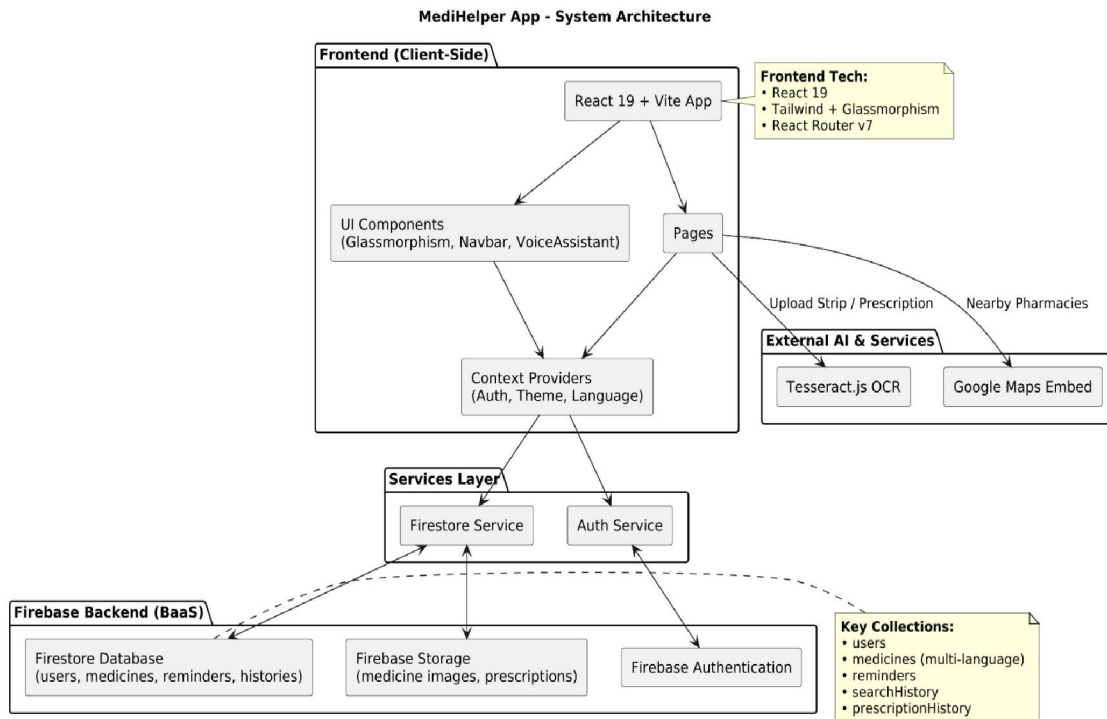 MediHelper App - System Architecture
Frontend (Client-Side)
React 19 + Vite App
Frontend Tech:
• React 19
• Tailwind + Glassmorphism
• React Router v7
UI Components
(Glassmorphism, Navbar, VoiceAssistant)
Pages
Upload Strip / Prescription
Nearby Pharmacies
External AI & Services
Tesseract.js OCR
Google Maps Embed
Context Providers
(Auth, Theme, Language)
Services Layer
Firestore Service
Auth Service
Firebase Backend (BaaS)
Firestore Database
(users, medicines, reminders, histories)
Firebase Storage
(medicine images, prescriptions)
Firebase Authentication
Key Collections:
• users
• medicines (multi-language)
• reminders
• searchHistory
• prescriptionHistory